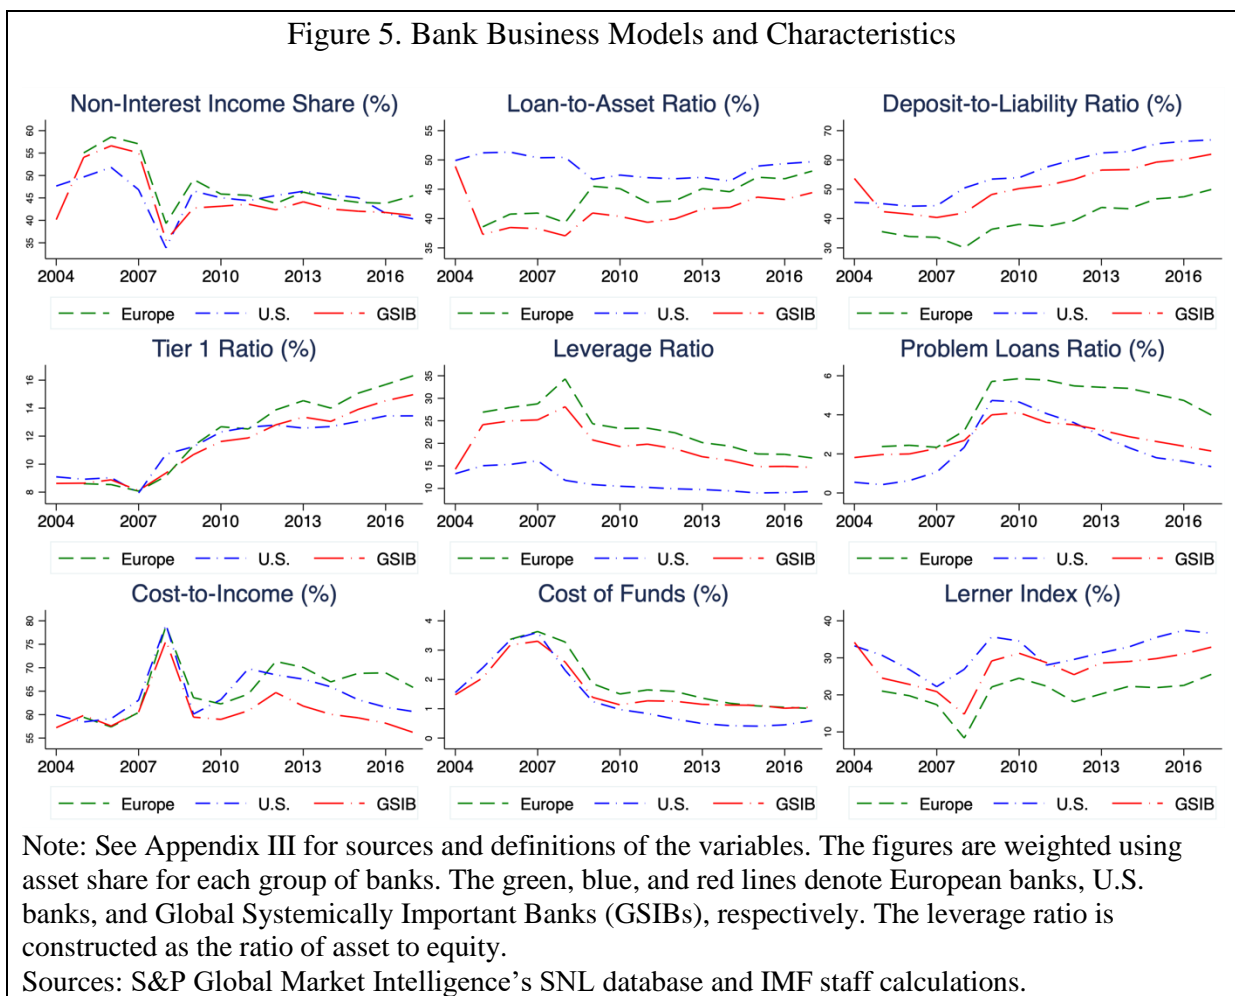 Figure 5. Bank Business Models and Characteristics
Non-Interest Income Share (%)
60
55
50
45
40
35
2004 2007 2010 2013 2016
Europe U.S. GSIB
Loan-to-Asset Ratio (%)
55
50
45
40
35
2004 2007 2010 2013 2016
Europe U.S. GSIB
Deposit-to-Liability Ratio (%)
70
60
50
40
30
2004 2007 2010 2013 2016
Europe U.S. GSIB
Tier 1 Ratio (%)
16
14
12
10
8
2004 2007 2010 2013 2016
Europe U.S. GSIB
Leverage Ratio
35
30
25
20
15
10
2004 2007 2010 2013 2016
Europe U.S. GSIB
Problem Loans Ratio (%)
6
4
2
0
2004 2007 2010 2013 2016
Europe U.S. GSIB
Cost-to-Income (%)
80
75
70
65
60
55
2004 2007 2010 2013 2016
Europe U.S. GSIB
Cost of Funds (%)
4
3
2
1
0
2004 2007 2010 2013 2016
Europe U.S. GSIB
Lerner Index (%)
40
30
20
10
2004 2007 2010 2013 2016
Europe U.S. GSIB
Note: See Appendix III for sources and definitions of the variables. The figures are weighted using
asset share for each group of banks. The green, blue, and red lines denote European banks, U.S.
banks, and Global Systemically Important Banks (GSIBs), respectively. The leverage ratio is
constructed as the ratio of asset to equity.
Sources: S&P Global Market Intelligence's SNL database and IMF staff calculations.